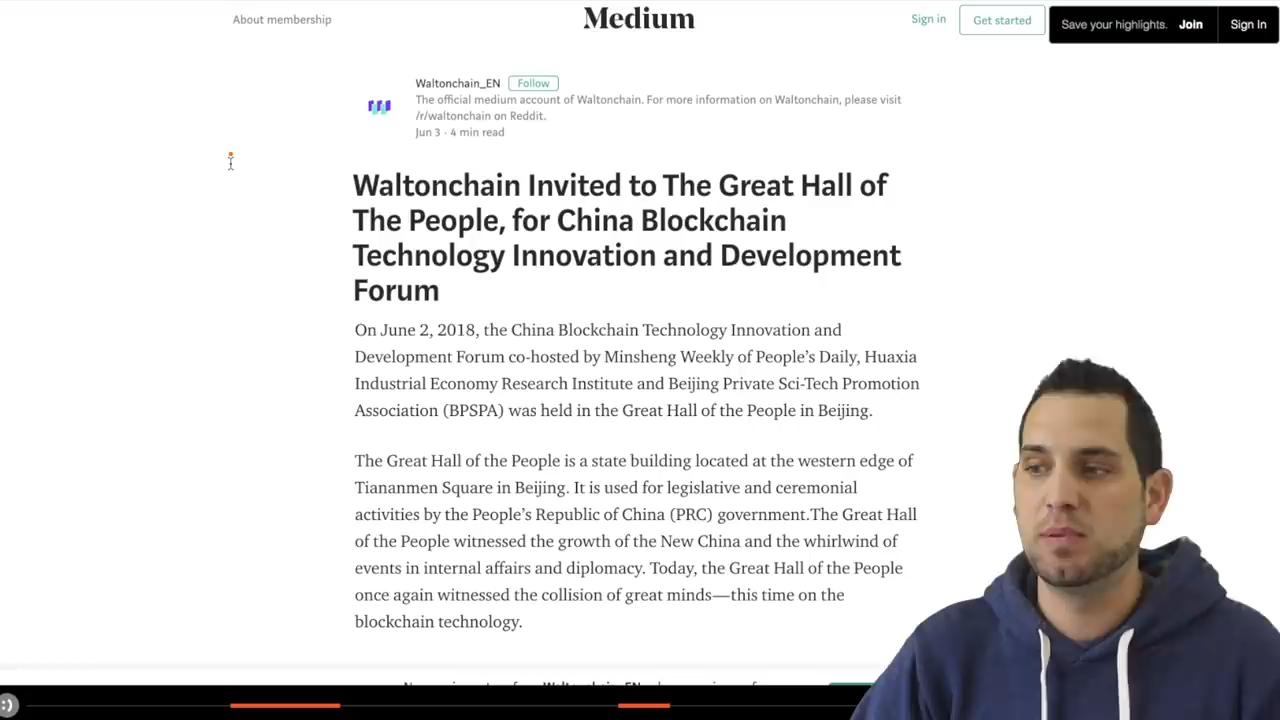 About membership
Medium
Sign in
Get started
Save your highlights. Join
Sign In
Waltonchain_EN
Follow
The official medium account of Waltonchain. For more information on Waltonchain, please visit
/r/waltonchain on Reddit.
Jun 3 · 4 min read
Waltonchain Invited to The Great Hall of
The People, for China Blockchain
Technology Innovation and Development
Forum
On June 2, 2018, the China Blockchain Technology Innovation and
Development Forum co-hosted by Minsheng Weekly of People's Daily, Huaxia
Industrial Economy Research Institute and Beijing Private Sci-Tech Promotion
Association (BPSPA) was held in the Great Hall of the People in Beijing.
The Great Hall of the People is a state building located at the western edge of
Tiananmen Square in Beijing. It is used for legislative and ceremonial
activities by the People's Republic of China (PRC) government.The Great Hall
of the People witnessed the growth of the New China and the whirlwind of
events in internal affairs and diplomacy. Today, the Great Hall of the People
once again witnessed the collision of great minds—this time on the
blockchain technology.